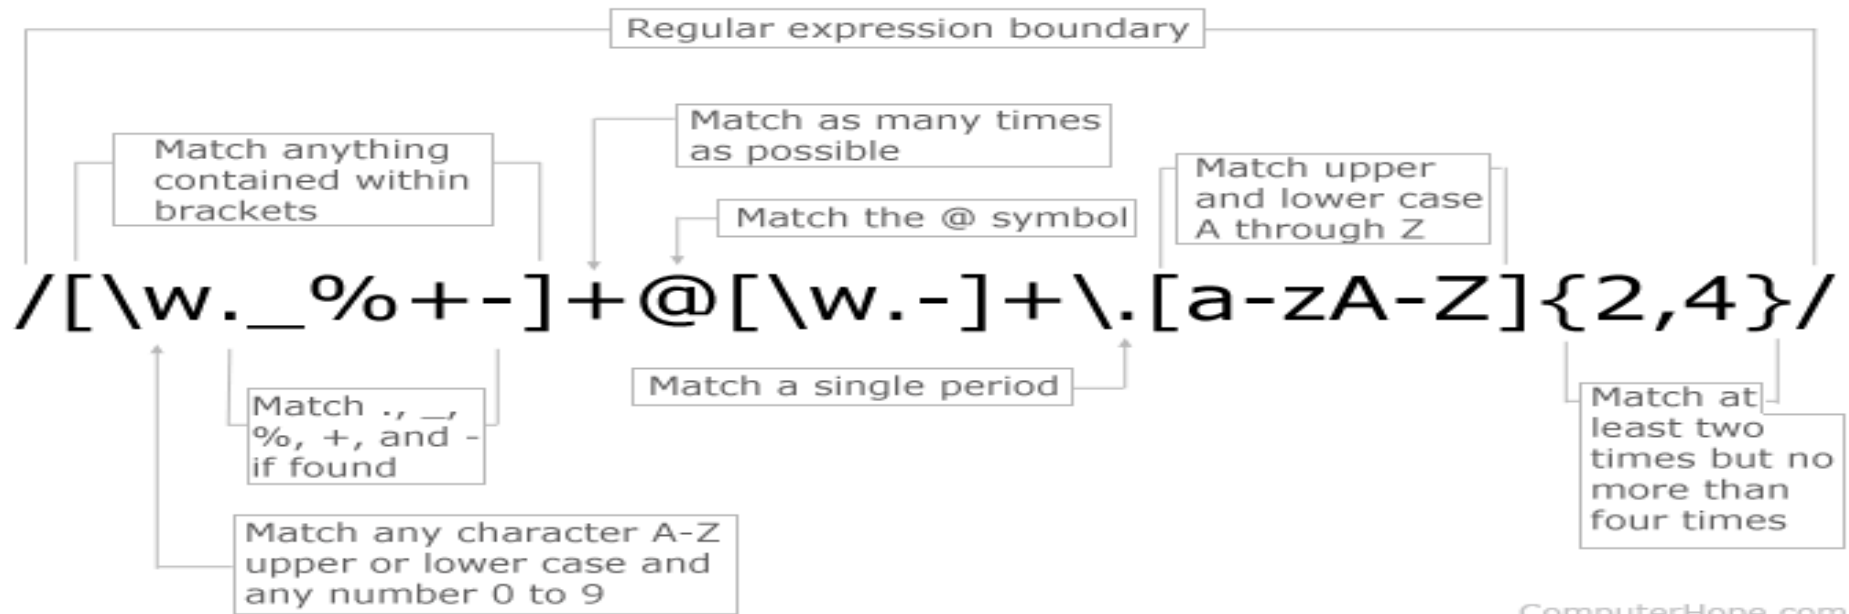 Regular expression boundary
Match as many times
as possible
Match anything
contained within
brackets
Match upper
and lower case
A through Z
Match the @ symbol
/[\w._%+-]+@[\w.-]+\.[a-zA-Z]{2,4}/
Match a single period
Match ., _,
%, +, and -
if found
Match at
least two
times but no
more than
four times
Match any character A-Z
upper or lower case and
any number 0 to 9
ComputerHope.com